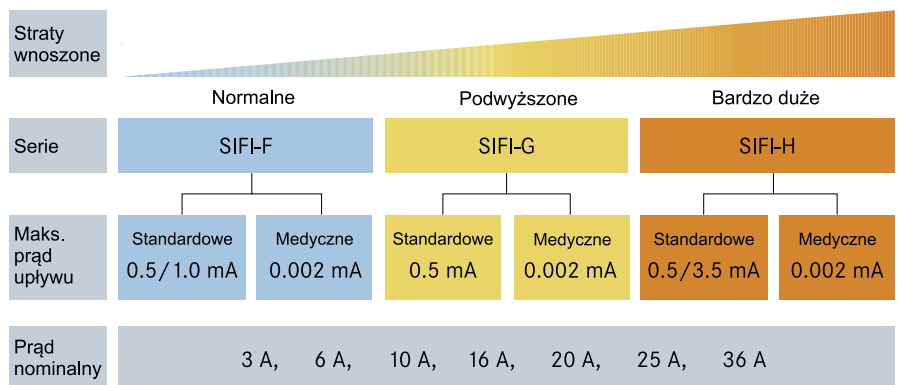 Straty
wnoszone
Normalne Podwyższone Bardzo duże
Serie SIFI-F SIFI-G SIFI-H
Maks.
prąd
upływu
Standardowe Medyczne Standardowe Medyczne Standardowe Medyczne
0.5/1.0 mA 0.002 mA 0.5 mA 0.002 mA 0.5/3.5 mA 0.002 mA
Prąd
nominalny
3 A, 6 A, 10 A, 16 A, 20 A, 25 A, 36 A